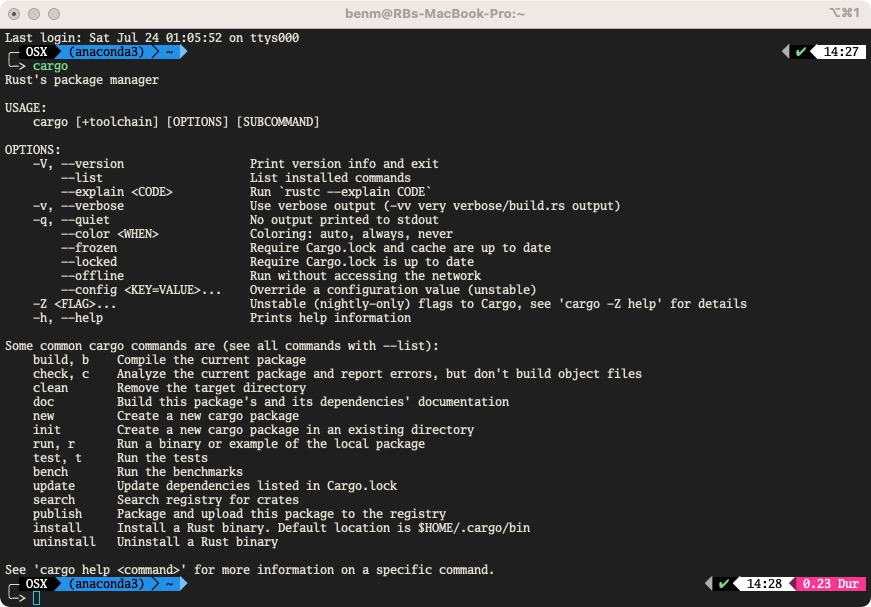 benm@RBs-MacBook-Pro:~ ⌥⌘1
Last login: Sat Jul 24 01:05:52 on ttys000
OSX (anaconda3) ~ ✔ 14:27
> cargo
Rust's package manager
USAGE:
cargo [+toolchain] [OPTIONS] [SUBCOMMAND]
OPTIONS:
-V, --version Print version info and exit
--list List installed commands
--explain <CODE> Run `rustc --explain CODE`
-v, --verbose Use verbose output (-vv very verbose/build.rs output)
-q, --quiet No output printed to stdout
--color <WHEN> Coloring: auto, always, never
--frozen Require Cargo.lock and cache are up to date
--locked Require Cargo.lock is up to date
--offline Run without accessing the network
--config <KEY=VALUE>... Override a configuration value (unstable)
-Z <FLAG>... Unstable (nightly-only) flags to Cargo, see 'cargo -Z help' for details
-h, --help Prints help information
Some common cargo commands are (see all commands with --list):
build, b Compile the current package
check, c Analyze the current package and report errors, but don't build object files
clean Remove the target directory
doc Build this package's and its dependencies' documentation
new Create a new cargo package
init Create a new cargo package in an existing directory
run, r Run a binary or example of the local package
test, t Run the tests
bench Run the benchmarks
update Update dependencies listed in Cargo.lock
search Search registry for crates
publish Package and upload this package to the registry
install Install a Rust binary. Default location is $HOME/.cargo/bin
uninstall Uninstall a Rust binary
See 'cargo help <command>' for more information on a specific command.
OSX (anaconda3) ~ ✔ 14:28 0.23 Dur
>